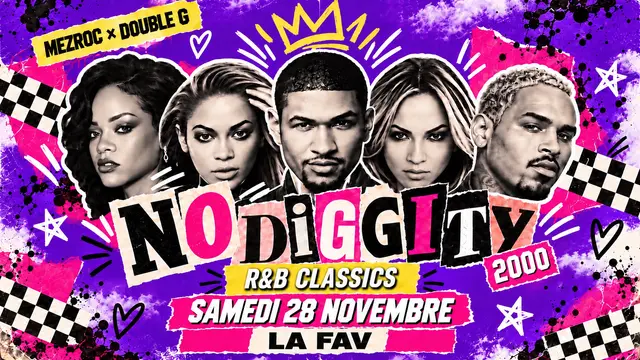 MEZROC × DOUBLE G
NO DiGGITy
2000
R&B CLASSICS
SAMEDI 28 NOVEMBRE
LA FAV